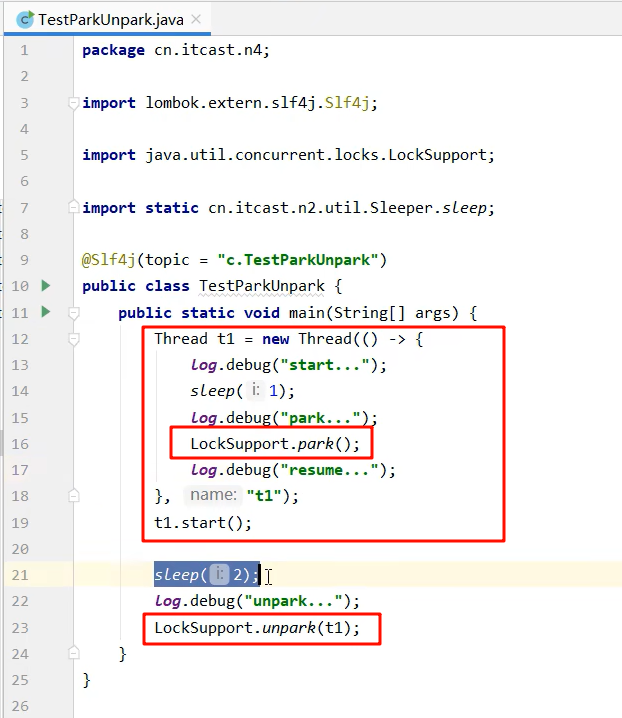 TestParkUnpark.java
1 package cn.itcast.n4;
2
3 import lombok.extern.slf4j.Slf4j;
4
5 import java.util.concurrent.locks.LockSupport;
6
7 import static cn.itcast.n2.util.Sleeper.sleep;
8
9 @Slf4j(topic = "c.TestParkUnpark")
10 public class TestParkUnpark {
11 public static void main(String[] args) {
12 Thread t1 = new Thread(() -> {
13 log.debug("start...");
14 sleep( i: 1);
15 log.debug("park...");
16 LockSupport.park();
17 log.debug("resume...");
18 }, name: "t1");
19 t1.start();
20
21 sleep( i: 2);
22 log.debug("unpark...");
23 LockSupport.unpark(t1);
24 }
25 }
26